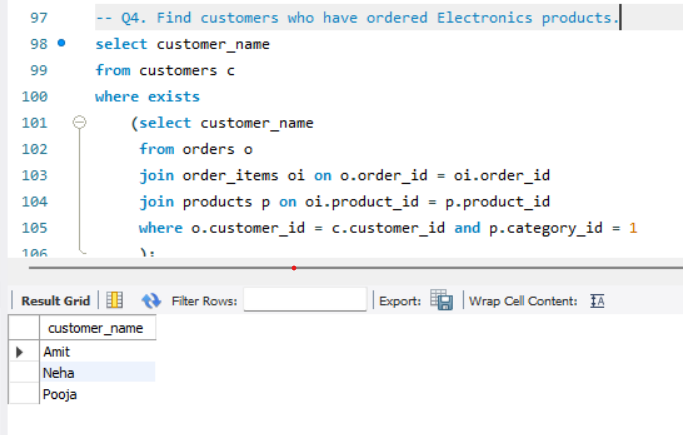 97 -- Q4. Find customers who have ordered Electronics products.
98 select customer_name
99 from customers c
100 where exists
101 (select customer_name
102 from orders o
103 join order_items oi on o.order_id = oi.order_id
104 join products p on oi.product_id = p.product_id
105 where o.customer_id = c.customer_id and p.category_id = 1
106 );
Result Grid Filter Rows: Export: Wrap Cell Content:
customer_name
Amit
Neha
Pooja